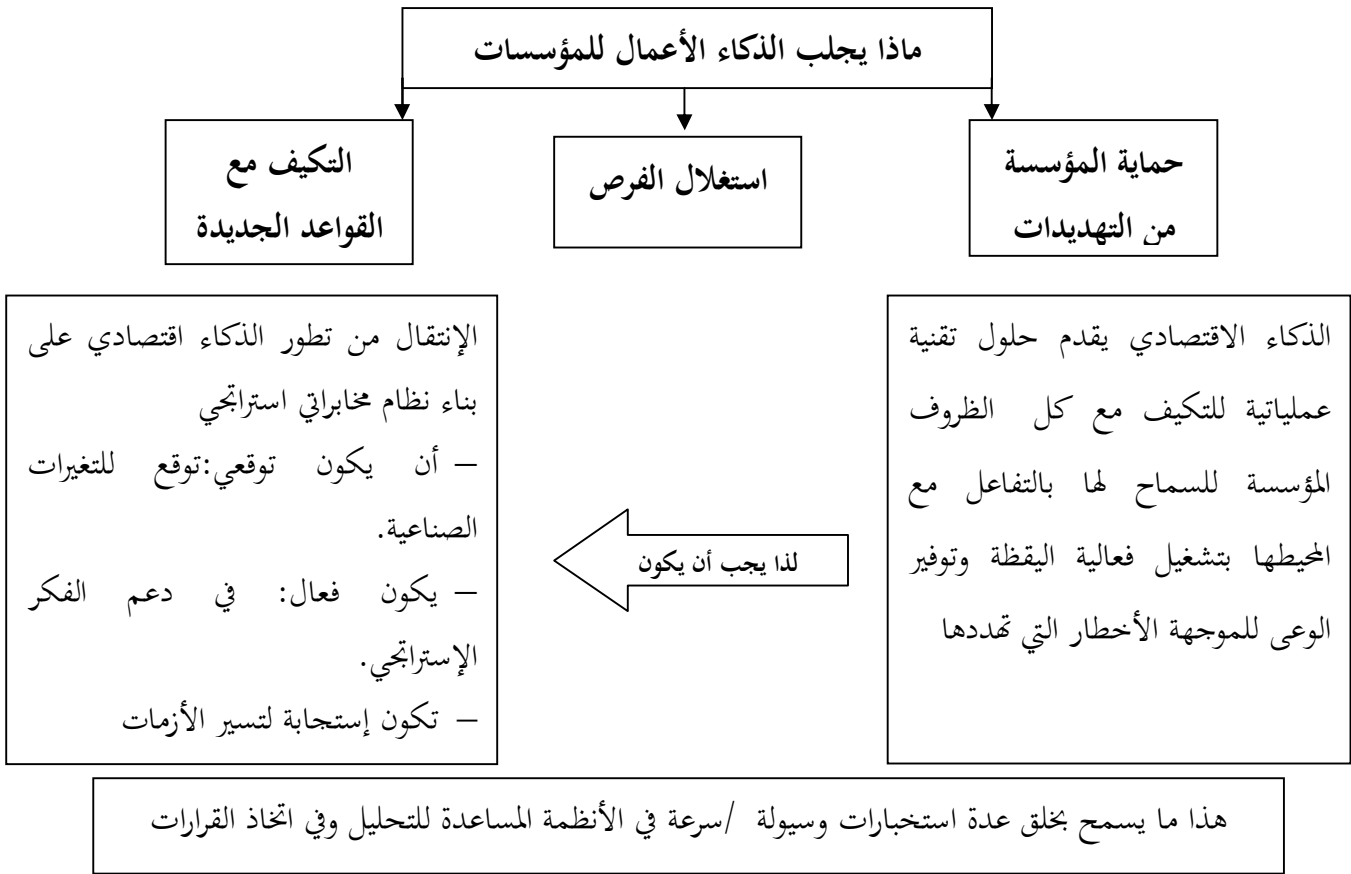 ماذا يجلب الذكاء الأعمال للمؤسسات
حماية المؤسسة
من التهديدات
استغلال الفرص
التكيف مع
القواعد الجديدة
الذكاء الاقتصادي يقدم حلول تقنية
عملياتية للتكيف مع كل الظروف
المؤسسة للسماح لها بالتفاعل مع
المحيطها بتشغيل فعالية اليقظة وتوفير
الوعى للموجهة الأخطار التي تهددها
لذا يجب أن يكون
الإنتقال من تطور الذكاء اقتصادي على
بناء نظام مخابراتي استراتجي
– أن يكون توقعي:توقع للتغيرات
الصناعية.
– يكون فعال: في دعم الفكر
الإستراتجي.
– تكون إستجابة لتسير الأزمات
هذا ما يسمح بخلق عدة استخبارات وسيولة /سرعة في الأنظمة المساعدة للتحليل وفي اتخاذ القرارات